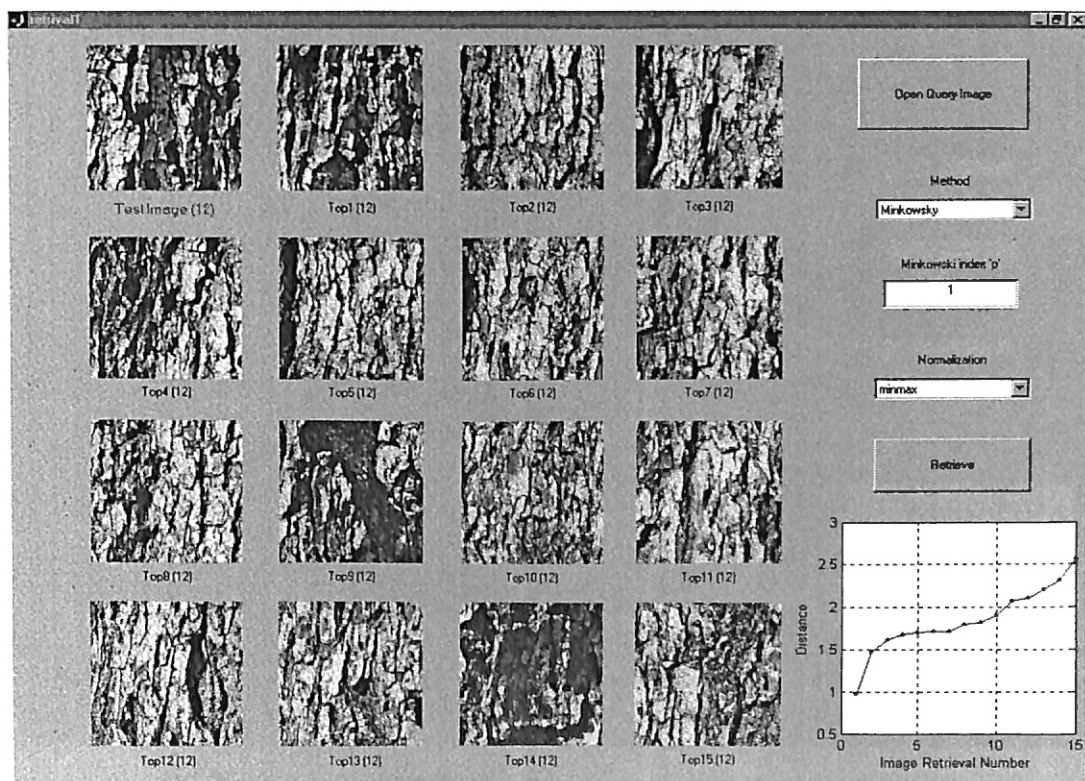 retrivalT
Test Image (12)
Top1 (12)
Top2 (12)
Top3 (12)
Top4 (12)
Top5 (12)
Top6 (12)
Top7 (12)
Top8 (12)
Top9 (12)
Top10 (12)
Top11 (12)
Top12 (12)
Top13 (12)
Top14 (12)
Top15 (12)
Open Query Image
Method
Minkowsky
Minkowski index 'p'
1
Normalization
minmax
Retrieve
3
2.5
2
1.5
1
0.5
Distance
0 5 10 15
Image Retrieval Number